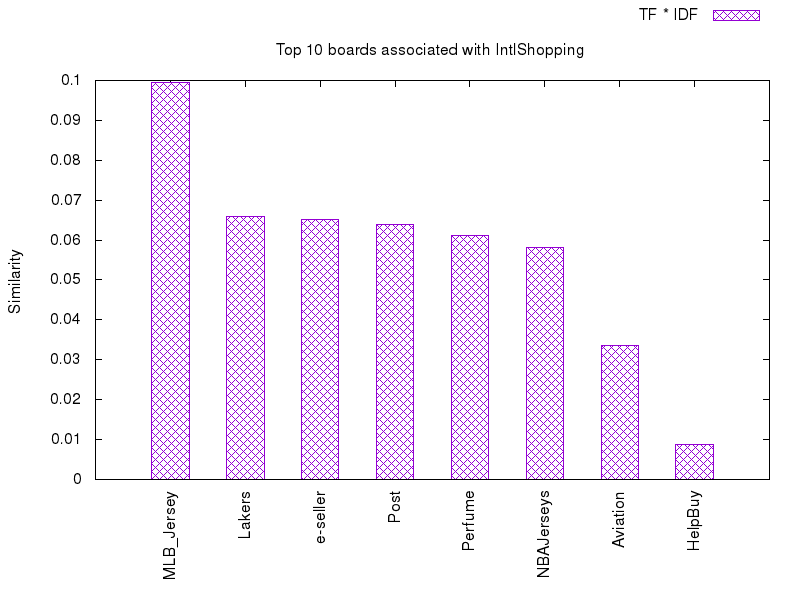 TF * IDF
Top 10 boards associated with IntlShopping
Similarity
0.1
0.09
0.08
0.07
0.06
0.05
0.04
0.03
0.02
0.01
0
MLB_Jersey
Lakers
e-seller
Post
Perfume
NBAJerseys
Aviation
HelpBuy